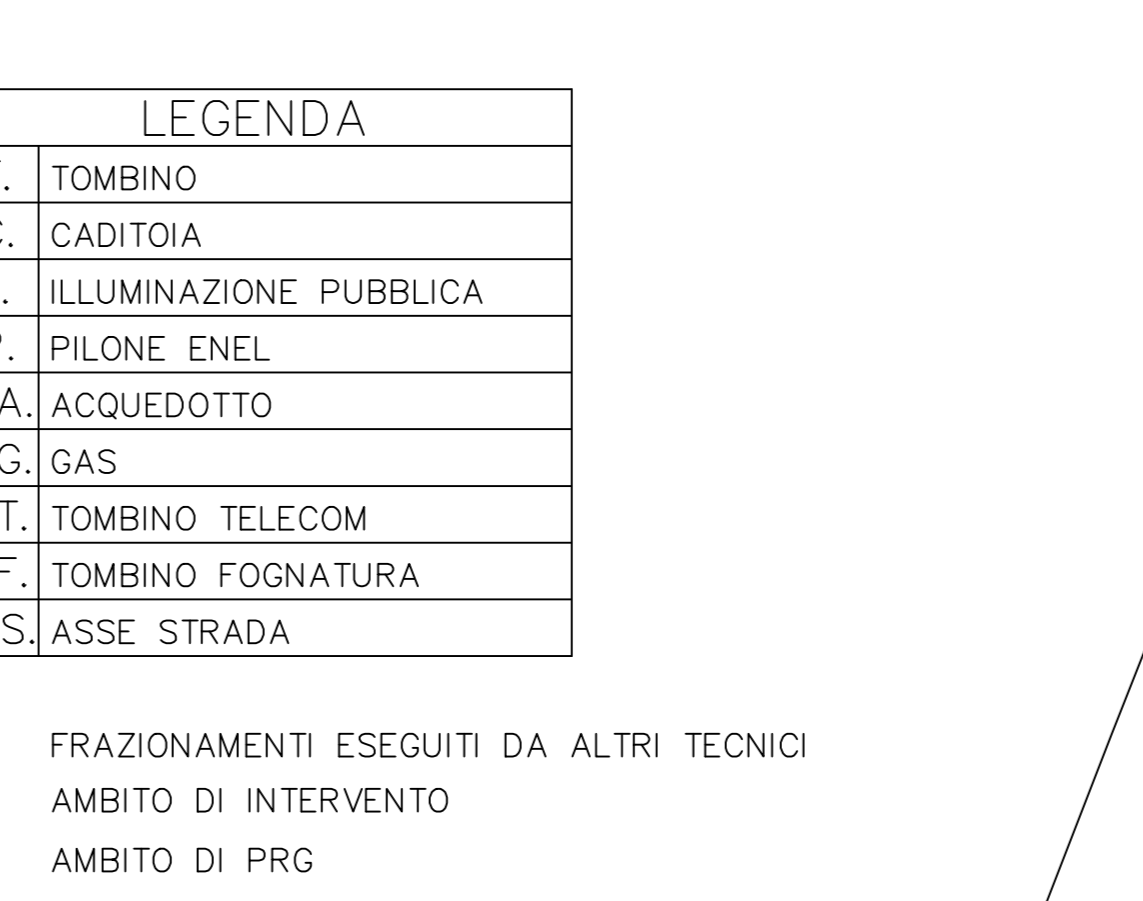 LEGENDA
. TOMBINO
C. CADITOIA
. ILLUMINAZIONE PUBBLICA
P. PILONE ENEL
A. ACQUEDOTTO
G. GAS
T. TOMBINO TELECOM
F. TOMBINO FOGNATURA
S. ASSE STRADA
FRAZIONAMENTI ESEGUITI DA ALTRI TECNICI
AMBITO DI INTERVENTO
AMBITO DI PRG